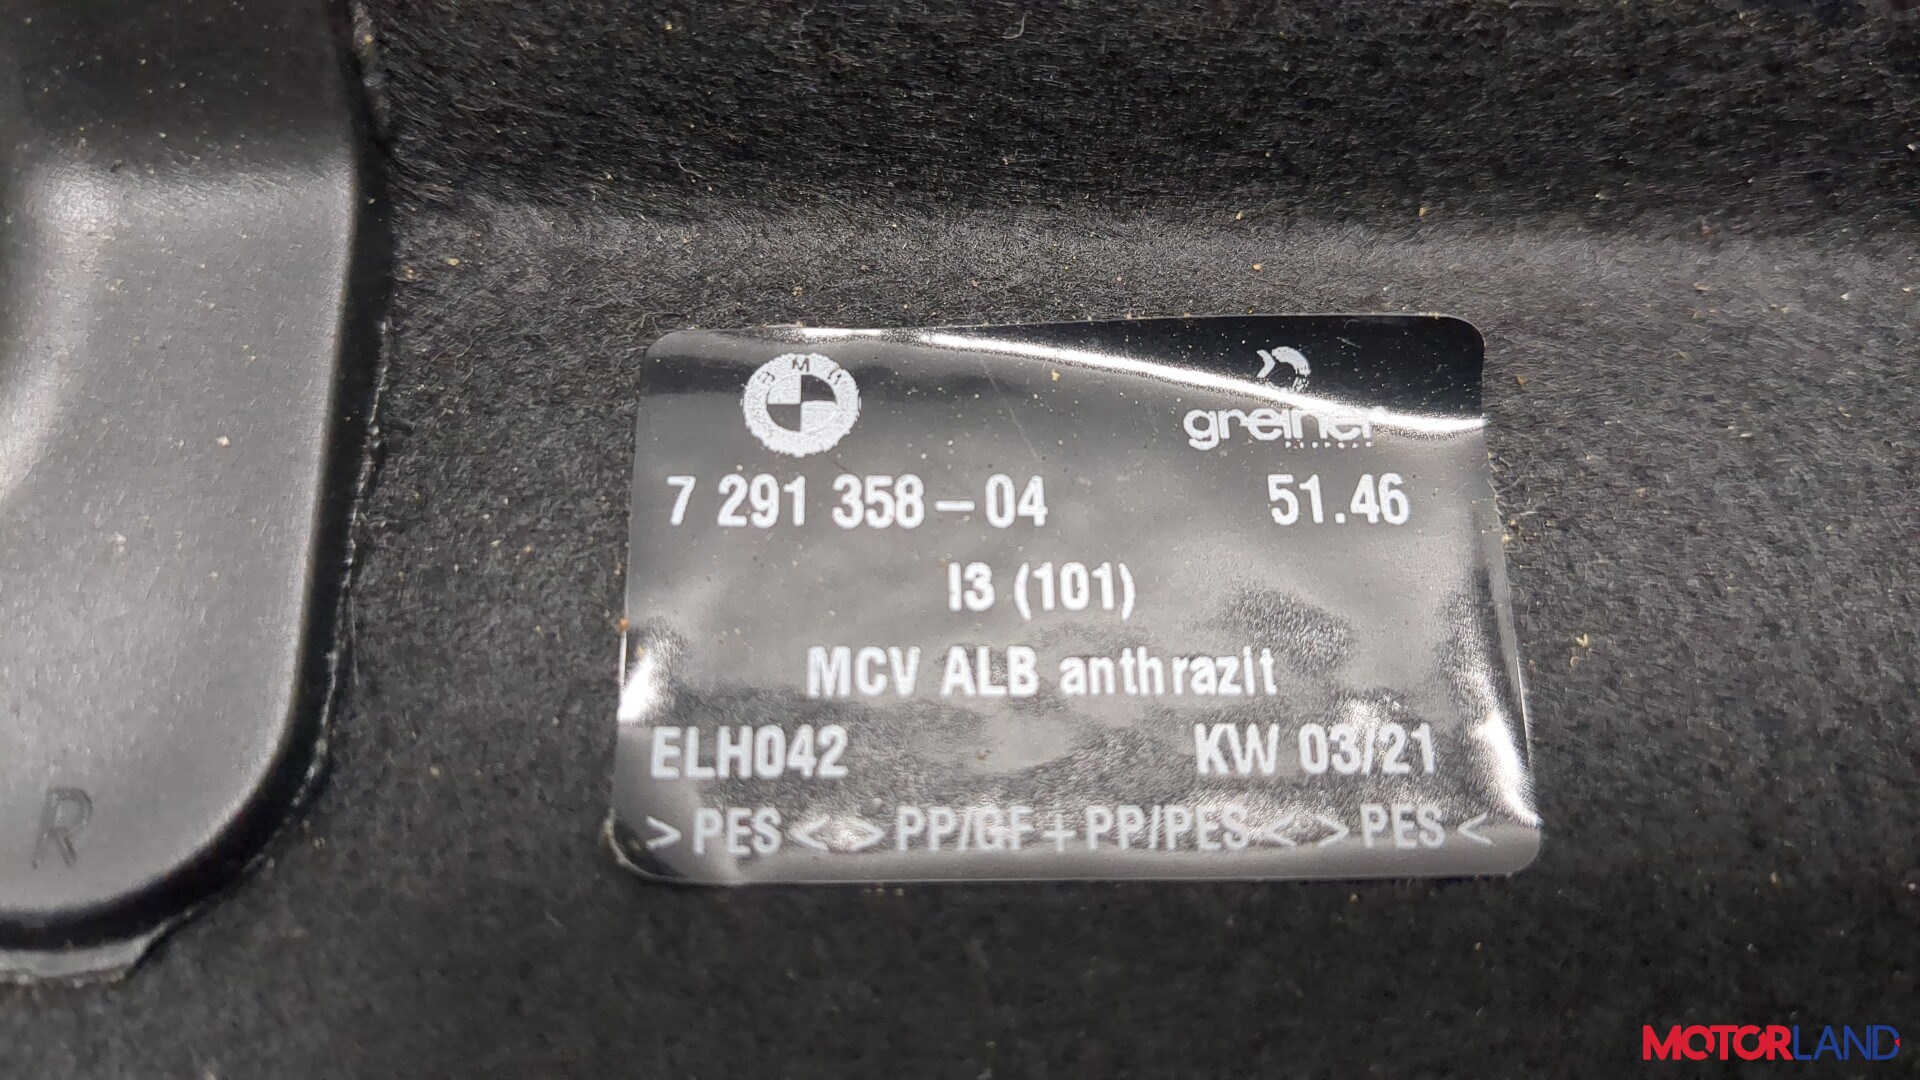 BMW
greiner
7 291 358-04 51.46
I3 (101)
MCV ALB anthrazit
ELH042 KW 03/21
>PES< >PP/GF+PP/PES< >PES<
R
MOTORLAND